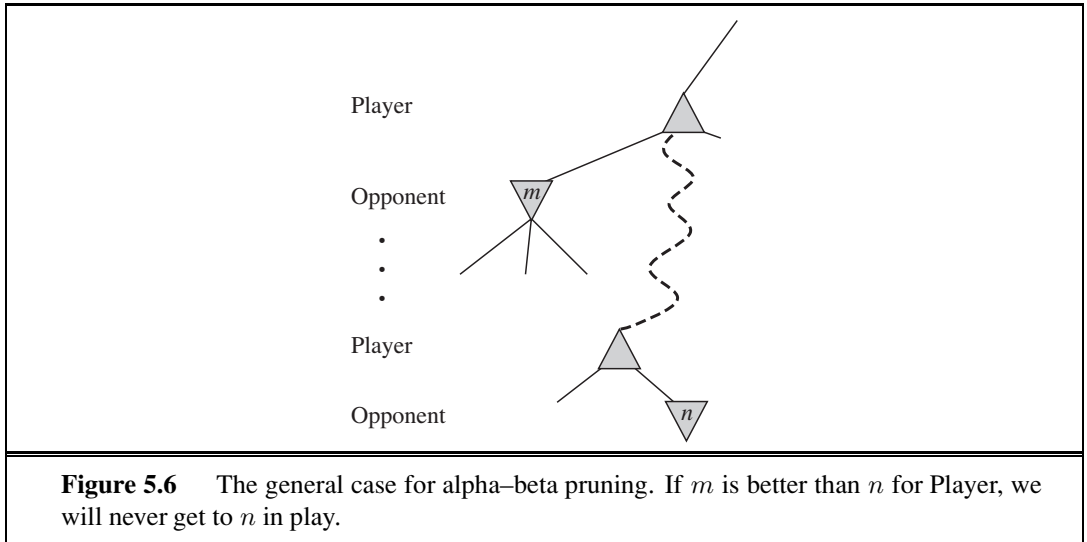 Player
Opponent
m
Player
Opponent
n
Figure 5.6 The general case for alpha–beta pruning. If m is better than n for Player, we
will never get to n in play.